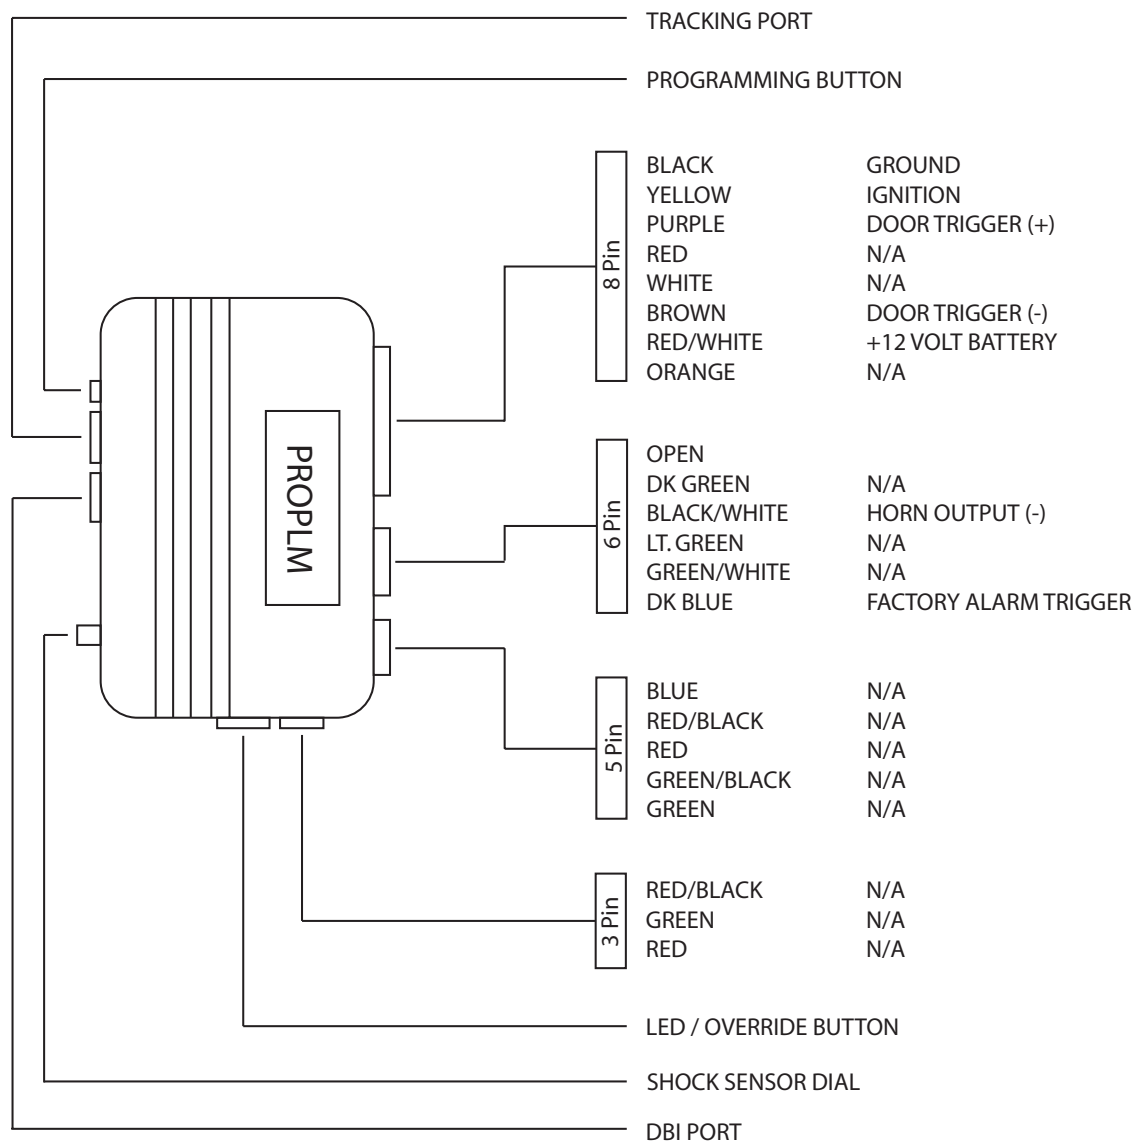 TRACKING PORT
PROGRAMMING BUTTON
8 Pin
BLACK GROUND
YELLOW IGNITION
PURPLE DOOR TRIGGER (+)
RED N/A
WHITE N/A
BROWN DOOR TRIGGER (-)
RED/WHITE +12 VOLT BATTERY
ORANGE N/A
PROPLM
6 Pin
OPEN
DK GREEN N/A
BLACK/WHITE HORN OUTPUT (-)
LT. GREEN N/A
GREEN/WHITE N/A
DK BLUE FACTORY ALARM TRIGGER
5 Pin
BLUE N/A
RED/BLACK N/A
RED N/A
GREEN/BLACK N/A
GREEN N/A
3 Pin
RED/BLACK N/A
GREEN N/A
RED N/A
LED / OVERRIDE BUTTON
SHOCK SENSOR DIAL
DBI PORT